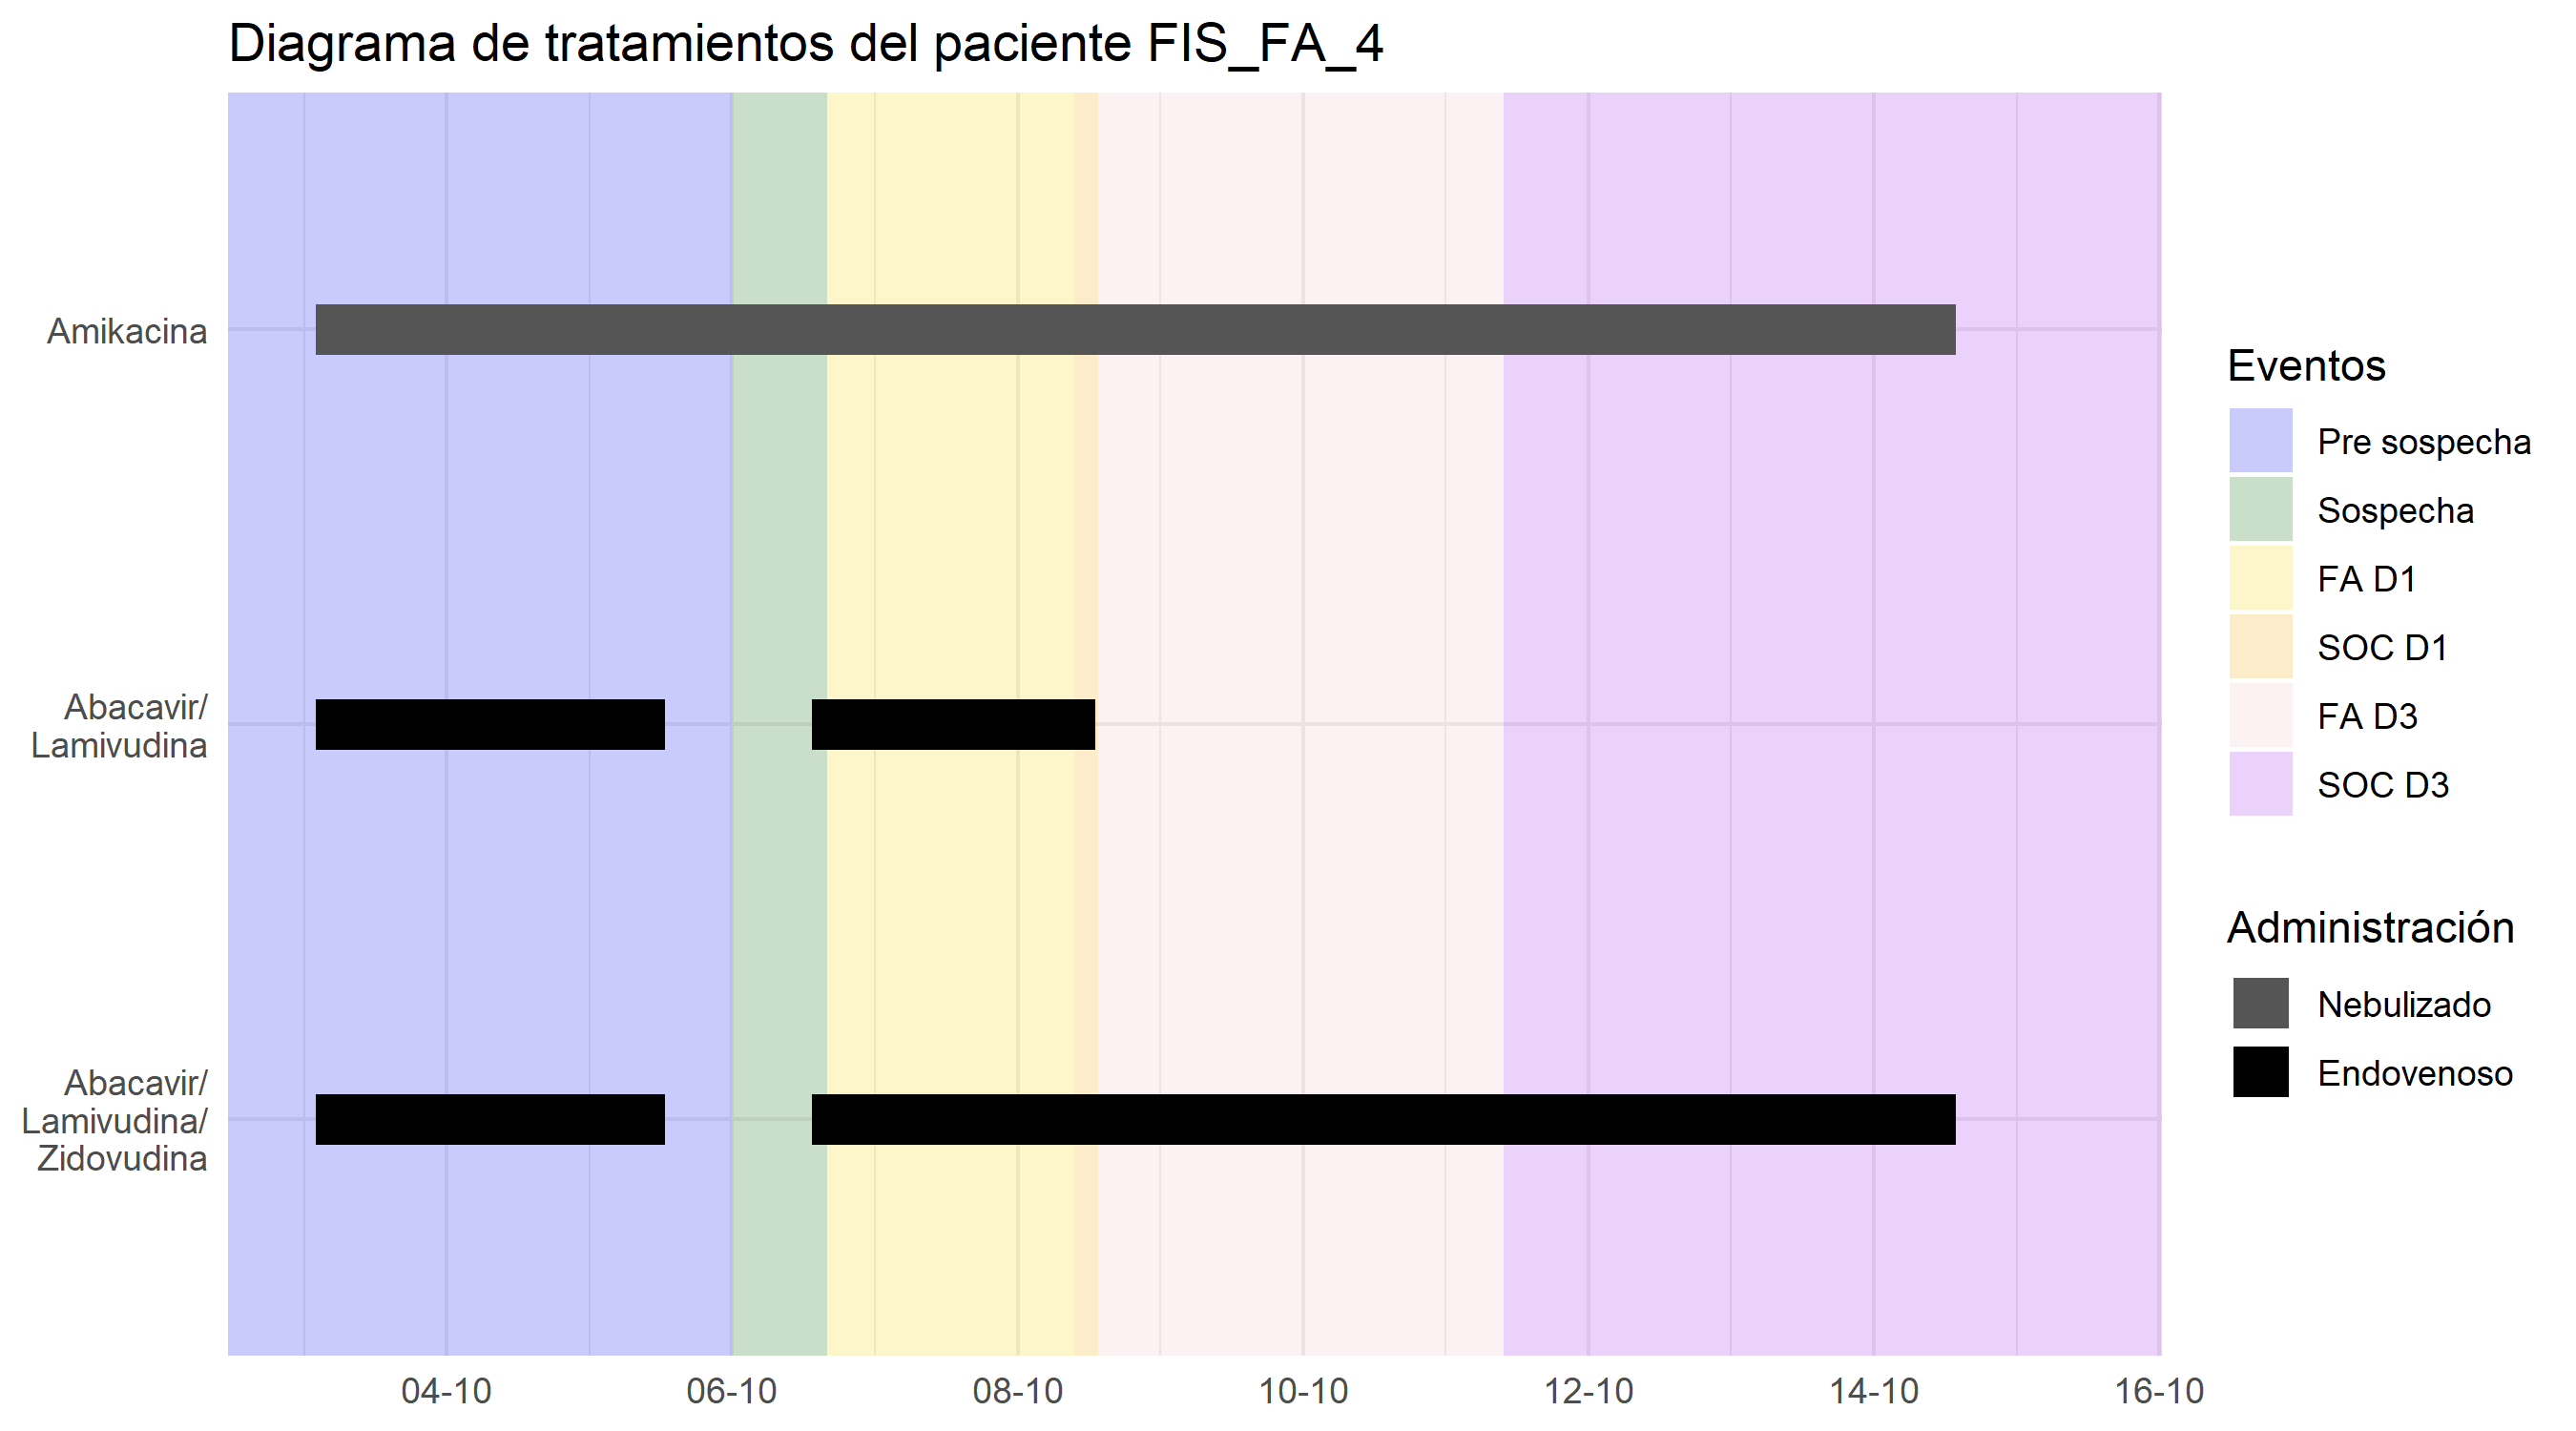 Diagrama de tratamientos del paciente FIS_FA_4
Amikacina
Abacavir/
Lamivudina
Abacavir/
Lamivudina/
Zidovudina
04-10
06-10
08-10
10-10
12-10
14-10
16-10
Eventos
Pre sospecha
Sospecha
FA D1
SOC D1
FA D3
SOC D3
Administración
Nebulizado
Endovenoso